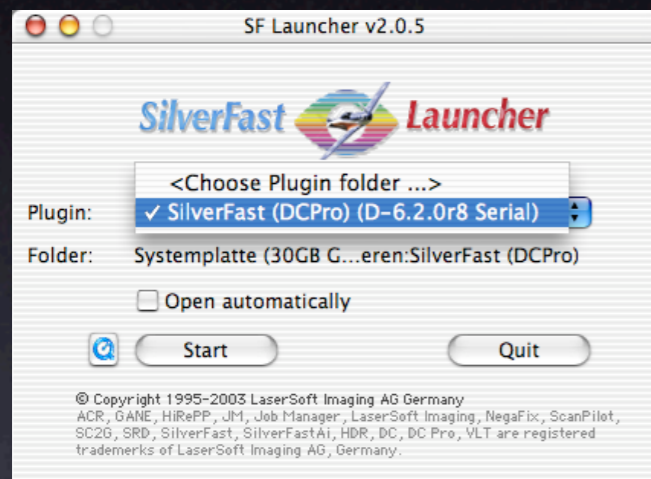 SF Launcher v2.0.5
SilverFast Launcher
<Choose Plugin folder ...>
Plugin: ✓ SilverFast (DCPro) (D-6.2.0r8 Serial)
Folder: Systemplatte (30GB G...eren:SilverFast (DCPro)
Open automatically
Start Quit
© Copyright 1995-2003 LaserSoft Imaging AG Germany
ACR, GANE, HiRePP, JM, Job Manager, LaserSoft Imaging, NegaFix, ScanPilot,
SC2G, SRD, SilverFast, SilverFastAi, HDR, DC, DC Pro, VLT are registered
trademerks of LaserSoft Imaging AG, Germany.